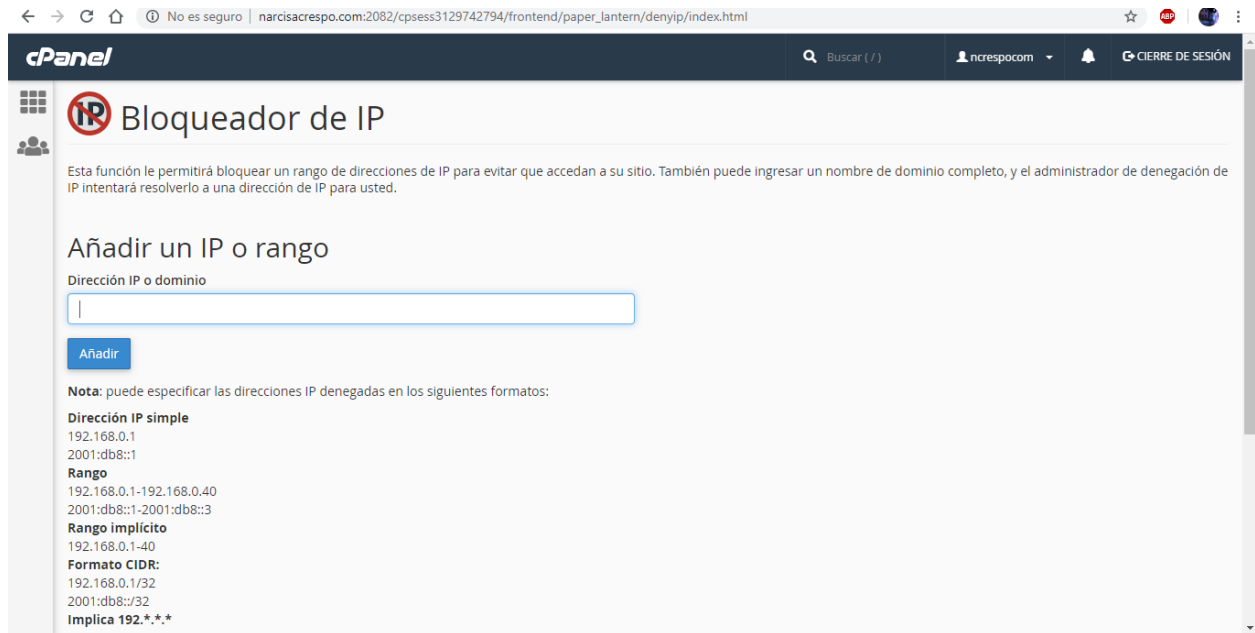 No es seguro | narcisacrespo.com:2082/cpsess3129742794/frontend/paper_lantern/denyip/index.html
ABP
cPanel
Buscar ( / )
ncrespocom
CIERRE DE SESIÓN
IP
Bloqueador de IP
Esta función le permitirá bloquear un rango de direcciones de IP para evitar que accedan a su sitio. También puede ingresar un nombre de dominio completo, y el administrador de denegación de
IP intentará resolverlo a una dirección de IP para usted.
Añadir un IP o rango
Dirección IP o dominio
Añadir
Nota: puede especificar las direcciones IP denegadas en los siguientes formatos:
Dirección IP simple
192.168.0.1
2001:db8::1
Rango
192.168.0.1-192.168.0.40
2001:db8::1-2001:db8::3
Rango implícito
192.168.0.1-40
Formato CIDR:
192.168.0.1/32
2001:db8::/32
Implica 192.*.*.*